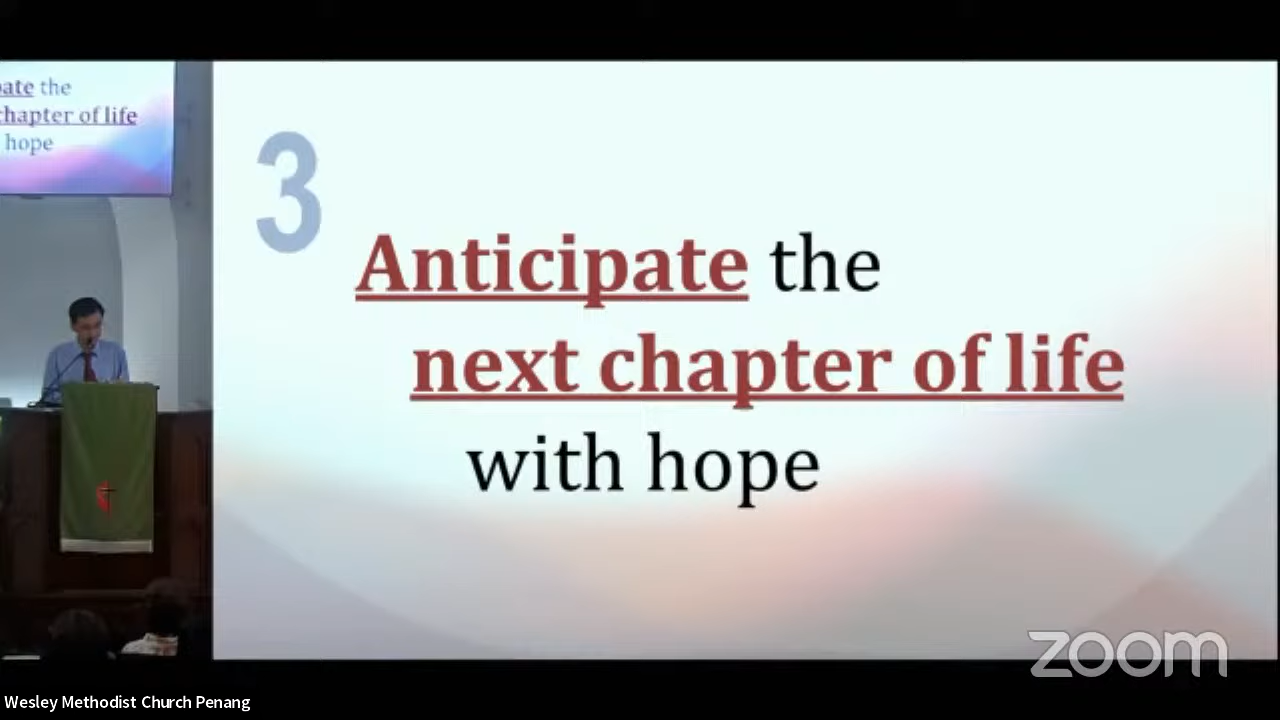 ate the
chapter of life
hope
3
Anticipate the
next chapter of life
with hope
zoom
Wesley Methodist Church Penang